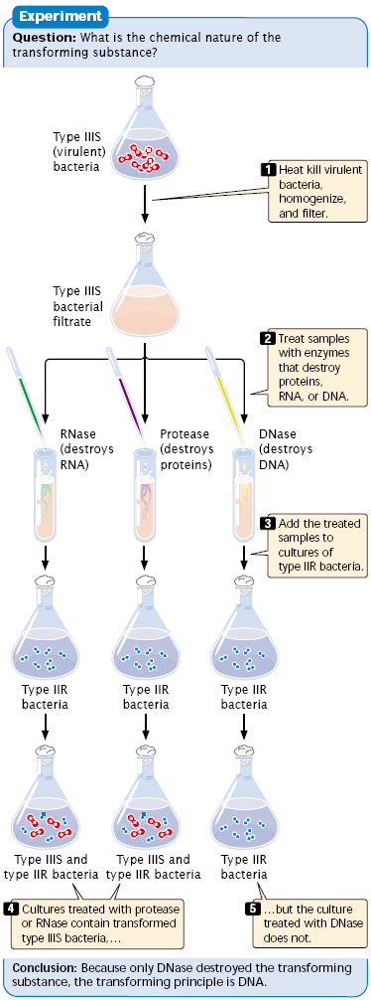 Experiment
Question: What is the chemical nature of the
transforming substance?
Type IIIS
(virulent)
bacteria
1 Heat kill virulent
bacteria,
homogenize,
and filter.
Type IIIS
bacterial
filtrate
2 Treat samples
with enzymes
that destroy
proteins,
RNA, or DNA.
RNase
(destroys
RNA)
Protease
(destroys
proteins)
DNase
(destroys
DNA)
3 Add the treated
samples to
cultures of
type IIR bacteria.
Type IIR
bacteria
Type IIR
bacteria
Type IIR
bacteria
Type IIIS and
type IIR bacteria
Type IIIS and
type IIR bacteria
Type IIR
bacteria
4 Cultures treated with protease
or RNase contain transformed
type IIIS bacteria,…
5 …but the culture
treated with DNase
does not.
Conclusion: Because only DNase destroyed the transforming
substance, the transforming principle is DNA.